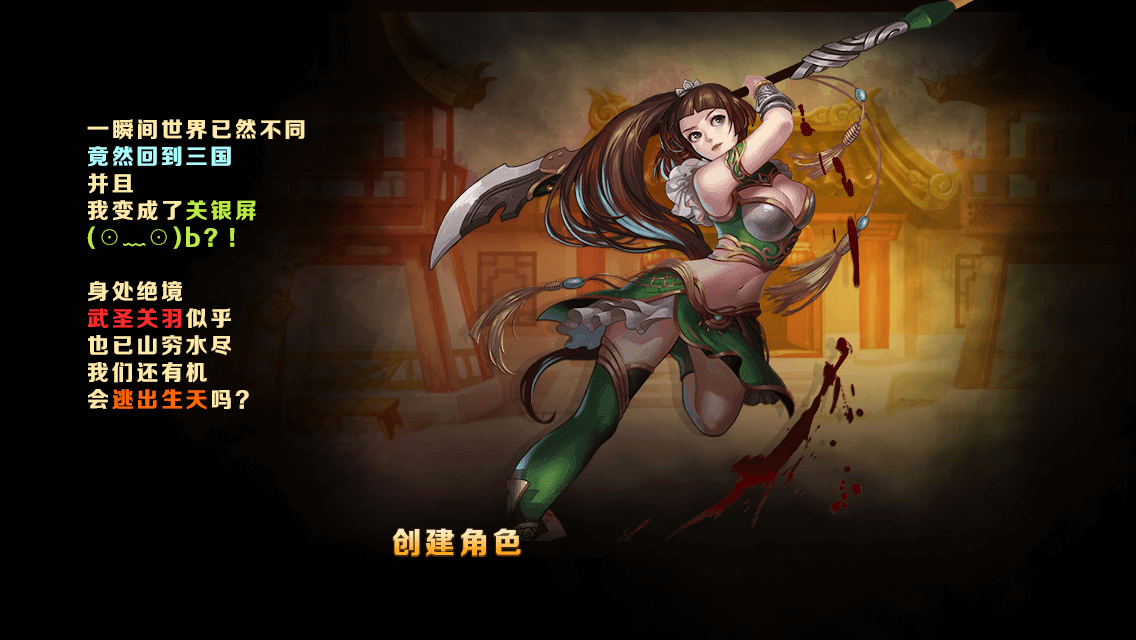 一瞬间世界已然不同
竟然回到三国
并且
我变成了关银屏
(⊙﹏⊙)b？！
身处绝境
武圣关羽似乎
也已山穷水尽
我们还有机
会逃出生天吗？
创建角色